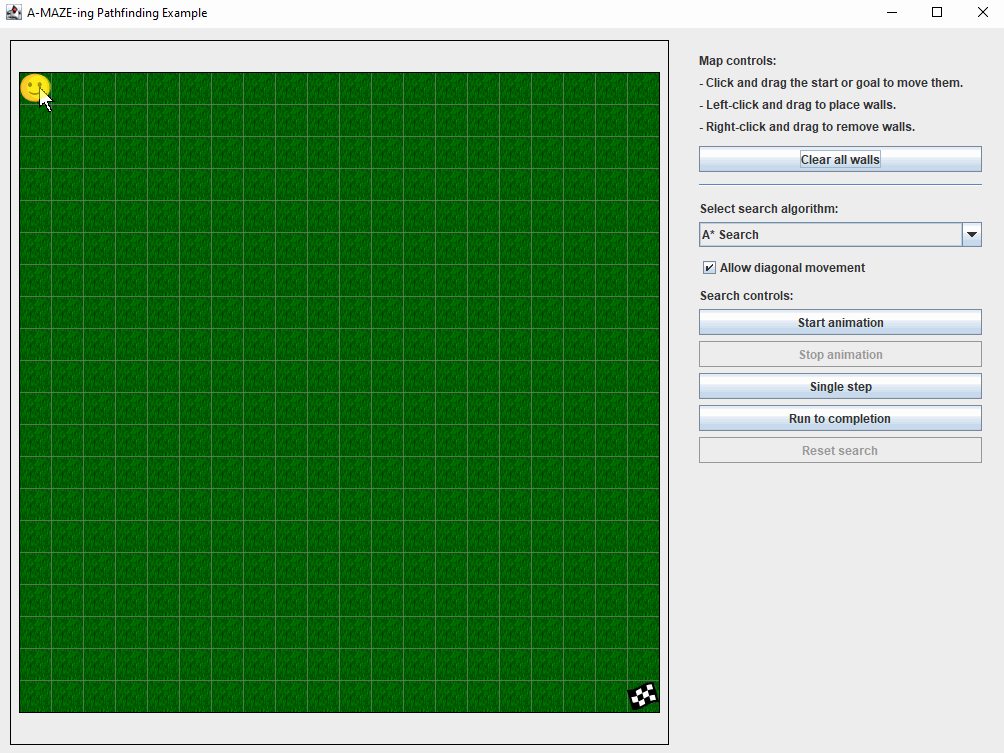 A-MAZE-ing Pathfinding Example
Map controls:
- Click and drag the start or goal to move them.
- Left-click and drag to place walls.
- Right-click and drag to remove walls.
Clear all walls
Select search algorithm:
A* Search
Allow diagonal movement
Search controls:
Start animation
Stop animation
Single step
Run to completion
Reset search